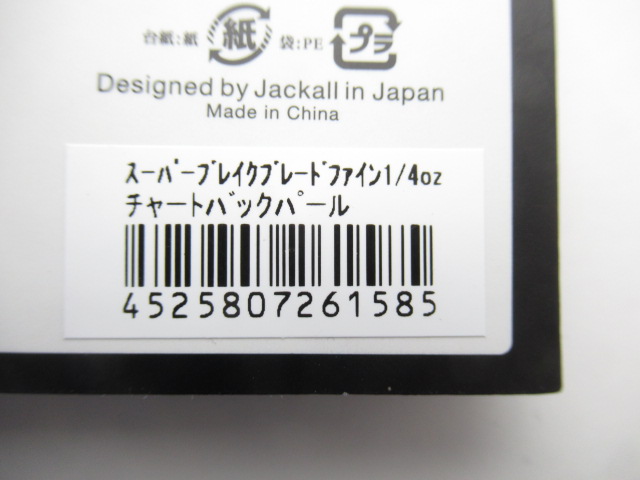 台紙:紙 紙 袋:PE プラ
Designed by Jackall in Japan
Made in China
スーパーブレイクブレードファイン1/4oz
チャートバックパール
4525807261585